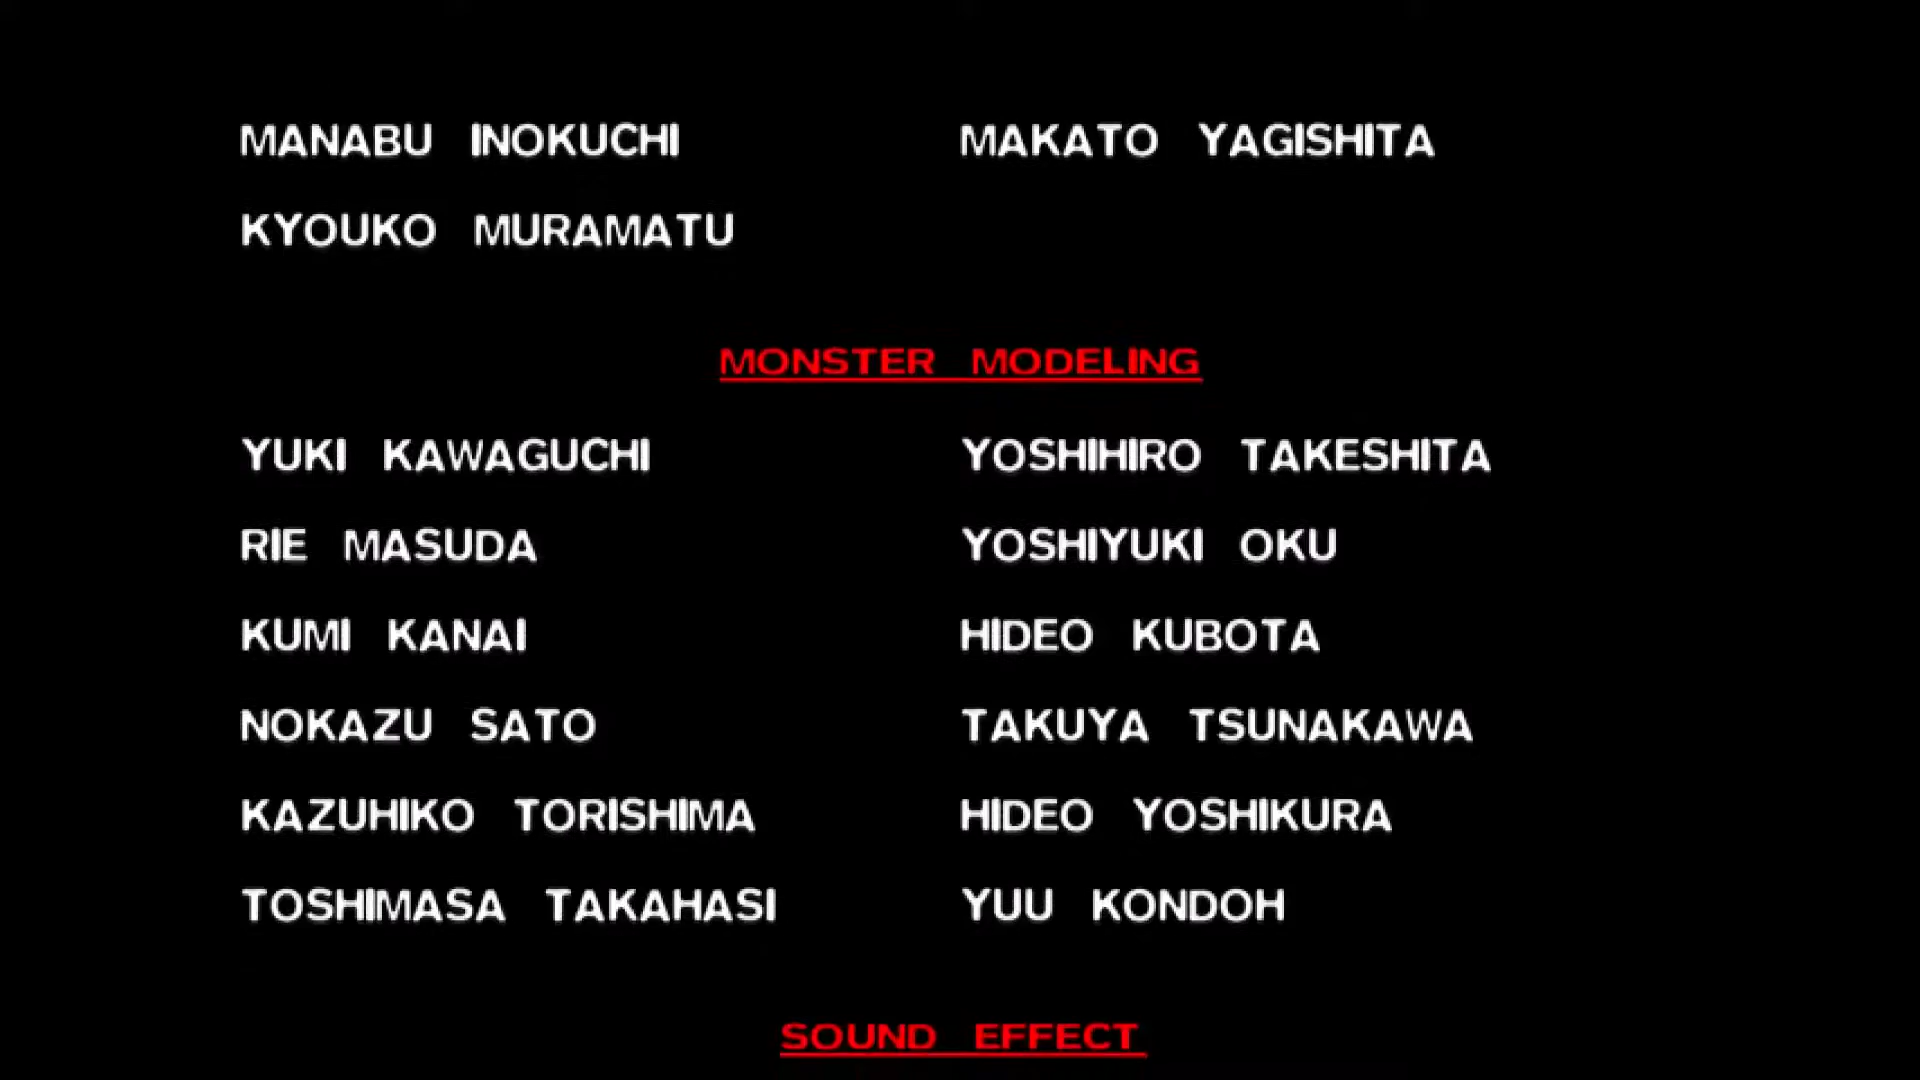 MANABU INOKUCHI MAKATO YAGISHITA
KYOUKO MURAMATU
MONSTER MODELING
YUKI KAWAGUCHI YOSHIHIRO TAKESHITA
RIE MASUDA YOSHIYUKI OKU
KUMI KANAI HIDEO KUBOTA
NOKAZU SATO TAKUYA TSUNAKAWA
KAZUHIKO TORISHIMA HIDEO YOSHIKURA
TOSHIMASA TAKAHASI YUU KONDOH
SOUND EFFECT